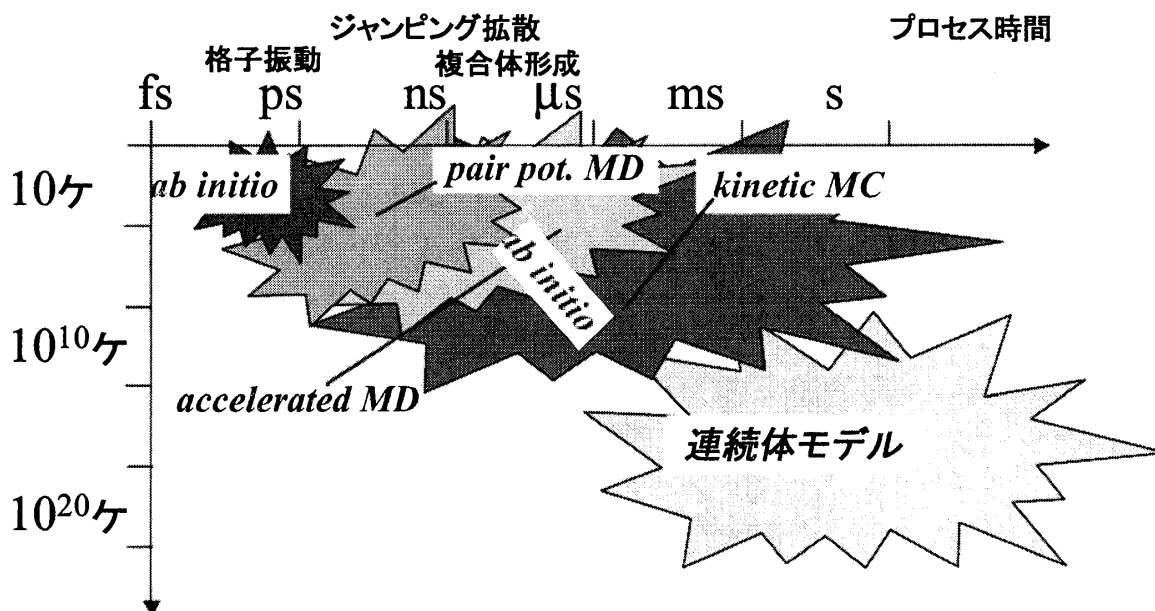 ジャンピング拡散
プロセス時間
格子振動
複合体形成
fs ps ns μs ms s
10ケ
ab initio
pair pot. MD
kinetic MC
ab initio
10¹⁰ケ
accelerated MD
連続体モデル
10²⁰ケ